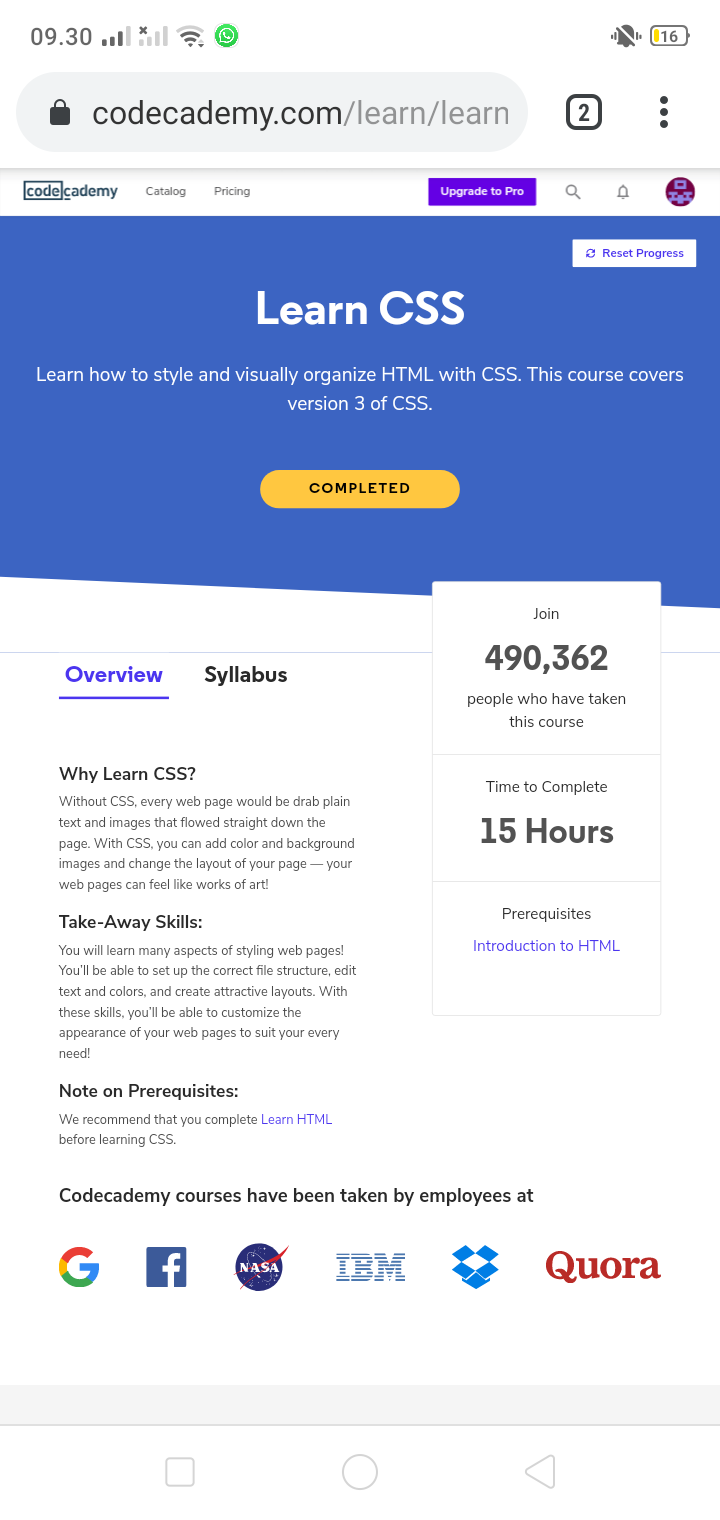 09.30
16
codecademy.com/learn/learn
2
codecademy
Catalog
Pricing
Upgrade to Pro
Reset Progress
Learn CSS
Learn how to style and visually organize HTML with CSS. This course covers
version 3 of CSS.
COMPLETED
Join
490,362
people who have taken
this course
Time to Complete
15 Hours
Prerequisites
Introduction to HTML
Overview
Syllabus
Why Learn CSS?
Without CSS, every web page would be drab plain
text and images that flowed straight down the
page. With CSS, you can add color and background
images and change the layout of your page — your
web pages can feel like works of art!
Take-Away Skills:
You will learn many aspects of styling web pages!
You'll be able to set up the correct file structure, edit
text and colors, and create attractive layouts. With
these skills, you'll be able to customize the
appearance of your web pages to suit your every
need!
Note on Prerequisites:
We recommend that you complete Learn HTML
before learning CSS.
Codecademy courses have been taken by employees at
NASA
IBM
Quora